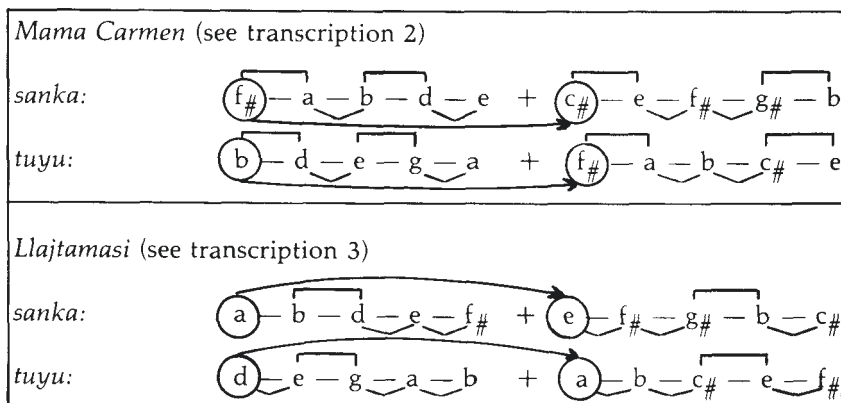 Mama Carmen (see transcription 2)
sanka: f# – a – b – d – e + c# – e – f# – g# – b
tuyu: b – d – e – g – a + f# – a – b – c# – e
Llajtamasi (see transcription 3)
sanka: a – b – d – e – f# + e – f# – g# – b – c#
tuyu: d – e – g – a – b + a – b – c# – e – f#